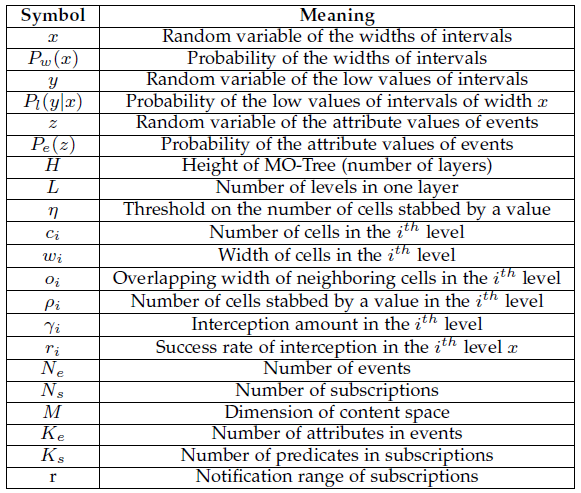 Symbol Meaning
x Random variable of the widths of intervals
P_w(x) Probability of the widths of intervals
y Random variable of the low values of intervals
P_l(y|x) Probability of the low values of intervals of width x
z Random variable of the attribute values of events
P_e(z) Probability of the attribute values of events
H Height of MO-Tree (number of layers)
L Number of levels in one layer
η Threshold on the number of cells stabbed by a value
c_i Number of cells in the i^th level
w_i Width of cells in the i^th level
o_i Overlapping width of neighboring cells in the i^th level
ρ_i Number of cells stabbed by a value in the i^th level
γ_i Interception amount in the i^th level
r_i Success rate of interception in the i^th level x
N_e Number of events
N_s Number of subscriptions
M Dimension of content space
K_e Number of attributes in events
K_s Number of predicates in subscriptions
r Notification range of subscriptions